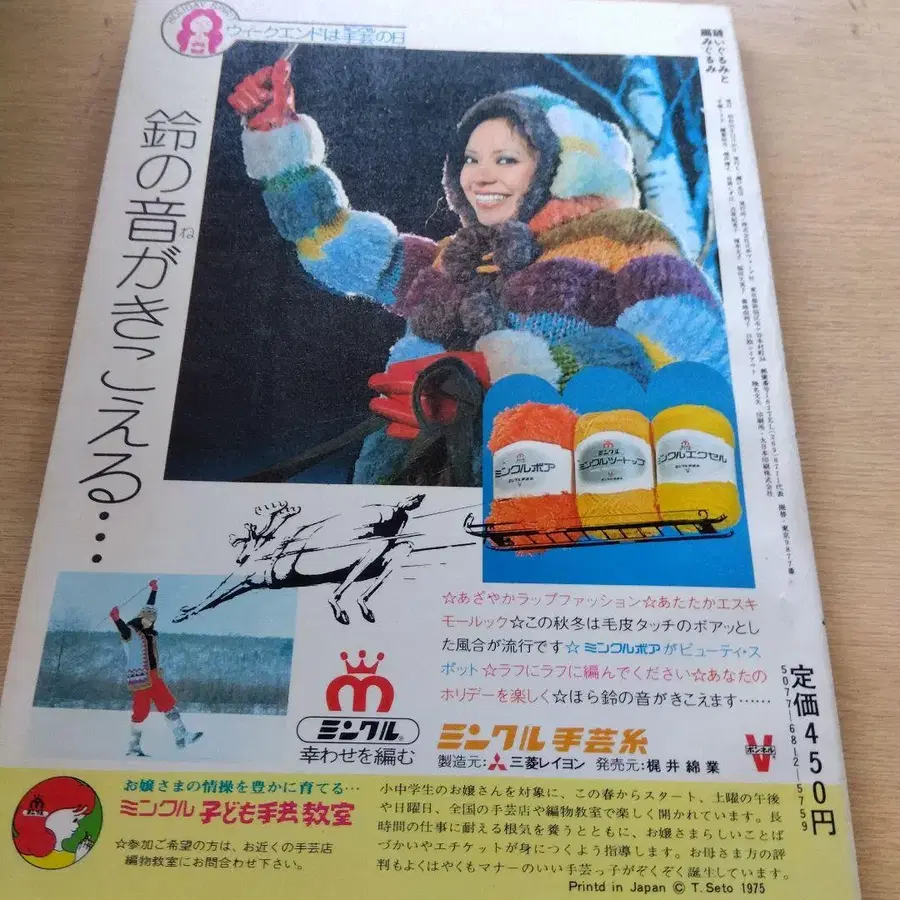 HOLIDAY
ウィークエンドは手芸の日
鈴の音がきこえる…
ね
縫いぐるみと
編みぐるみ
ミンクルボア
ミンクル
ミンクルツートップ
ミンクルエクセル
☆あざやかラップファッション☆あたたかエスキ
モールック☆この秋冬は毛皮タッチのボアッとし
た風合が流行です☆ミンクルボアがビューティ・ス
ポット☆ラフにラフに編んでください☆あなたの
ホリデーを楽しく☆ほら鈴の音がきこえます……
ミンクル®
幸わせを編む
ミンクル手芸糸
製造元:三菱レイヨン 発売元:梶井綿業
ボンネル
V
定価450円
5077-68-2-5759
お嬢さまの情操を豊かに育てる…
ミンクル子ども手芸教室
☆参加ご希望の方は、お近くの手芸店
編物教室にお問合わせ下さい。
小中学生のお嬢さんを対象に、この春からスタート、土曜の午後
や日曜日、全国の手芸店や編物教室で楽しく開かれています。長
時間の仕事に耐える根気を養うとともに、お嬢さまらしいことば
づかいやエチケットが身につくよう指導します。お母さま方の評
判もよくはやくもマナーのいい手芸っ子がぞくぞく誕生しています。
Printd in Japan © T. Seto 1975